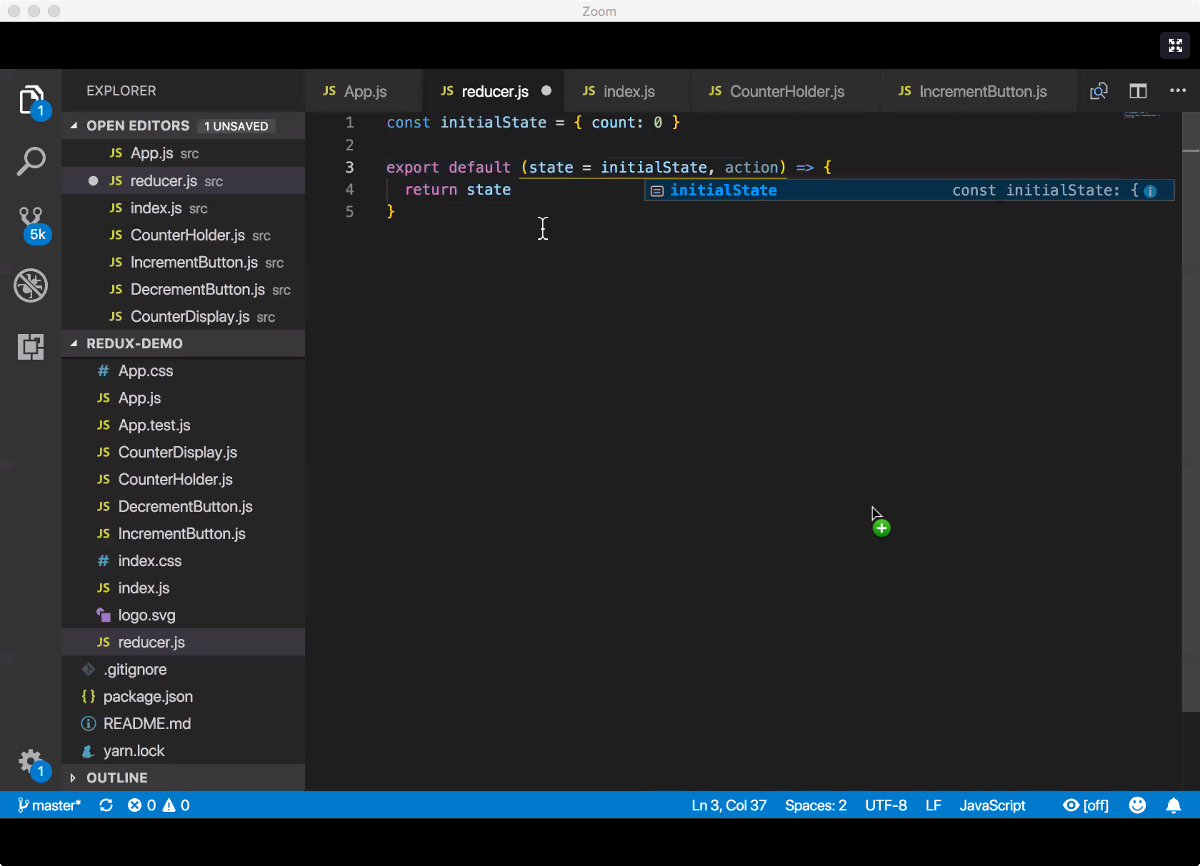 Zoom
EXPLORER
JS App.js
JS reducer.js
JS index.js
JS CounterHolder.js
JS IncrementButton.js
1
OPEN EDITORS 1 UNSAVED
JS App.js src
JS reducer.js src
JS index.js src
JS CounterHolder.js src
JS IncrementButton.js src
JS DecrementButton.js src
JS CounterDisplay.js src
5k
REDUX-DEMO
# App.css
JS App.js
JS App.test.js
JS CounterDisplay.js
JS CounterHolder.js
JS DecrementButton.js
JS IncrementButton.js
# index.css
JS index.js
logo.svg
JS reducer.js
.gitignore
{} package.json
README.md
yarn.lock
OUTLINE
1
1 const initialState = { count: 0 }
2
3 export default (state = initialState, action) => {
4 return state
5 }
initialState const initialState: {
master* 0 0 Ln 3, Col 37 Spaces: 2 UTF-8 LF JavaScript [off]